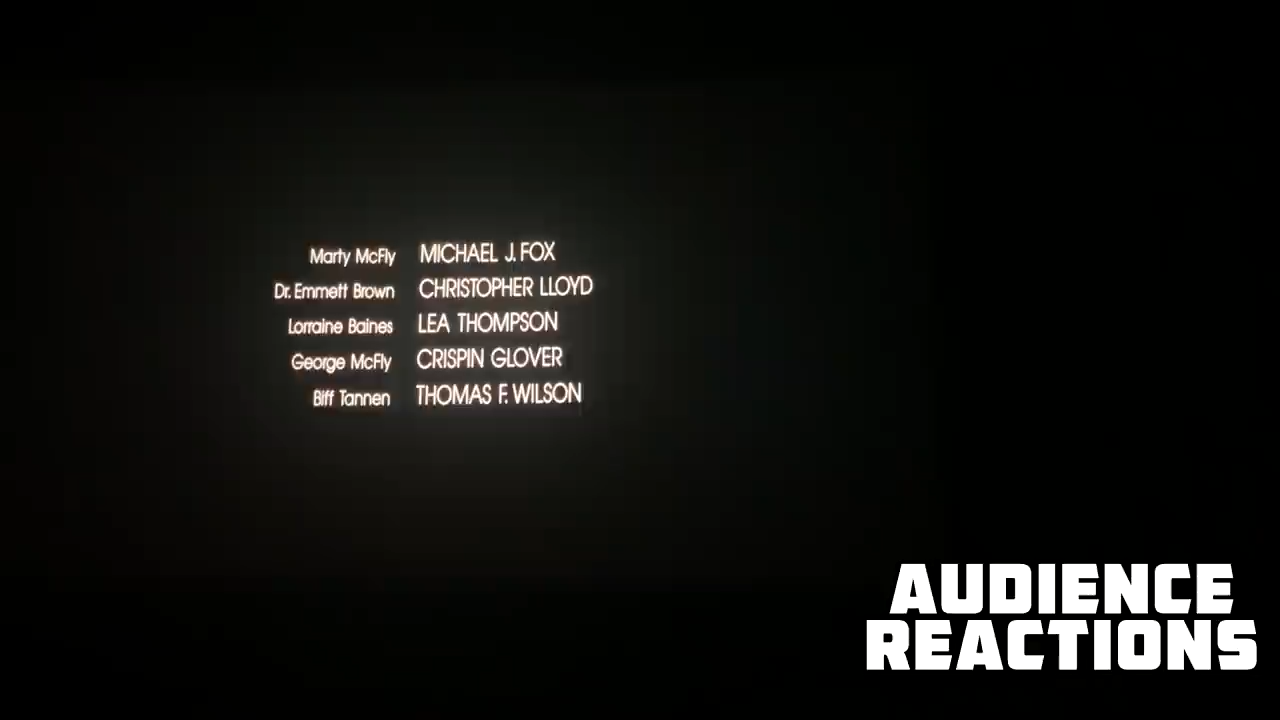 Marty McFly MICHAEL J. FOX
Dr. Emmett Brown CHRISTOPHER LLOYD
Lorraine Baines LEA THOMPSON
George McFly CRISPIN GLOVER
Biff Tannen THOMAS F. WILSON
AUDIENCE
REACTIONS